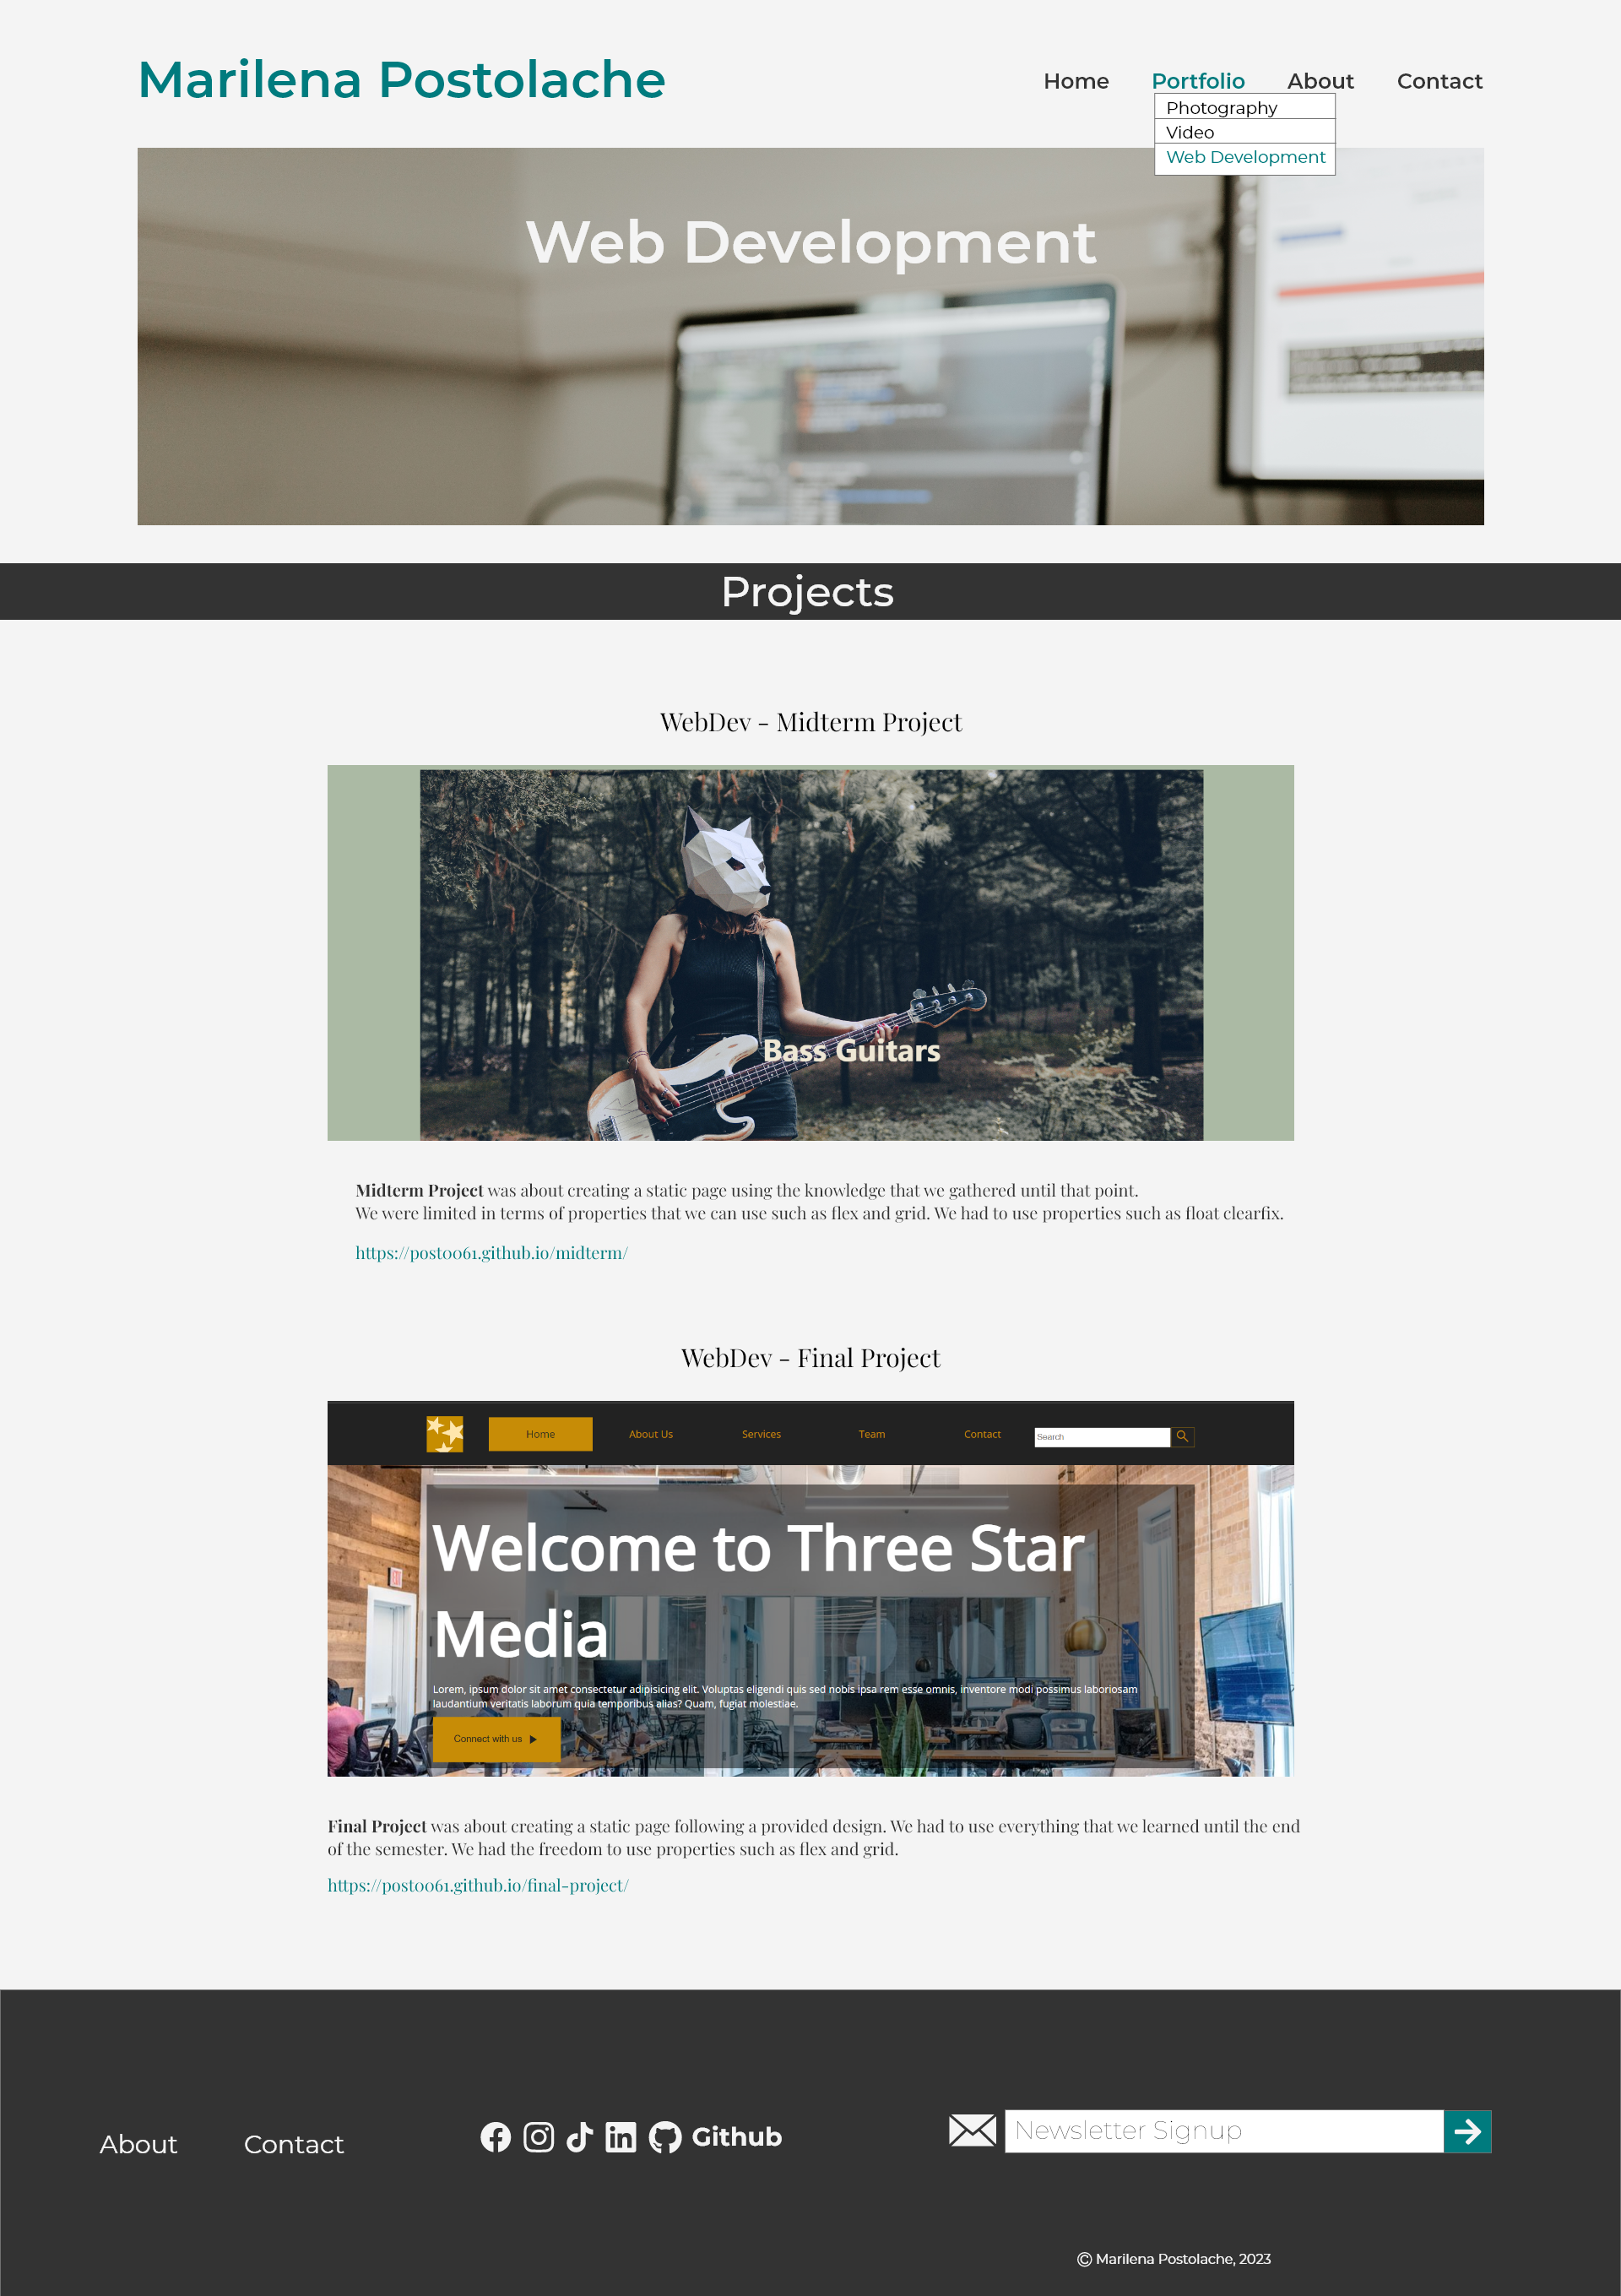 Marilena Postolache
Home Portfolio About Contact
Photography
Video
Web Development
Web Development
Projects
WebDev - Midterm Project
Bass Guitars
Midterm Project was about creating a static page using the knowledge that we gathered until that point.
We were limited in terms of properties that we can use such as flex and grid. We had to use properties such as float clearfix.
https://post0061.github.io/midterm/
WebDev - Final Project
Home About Us Services Team Contact Search
Welcome to Three Star
Media
Lorem, ipsum dolor sit amet consectetur adipisicing elit. Voluptas eligendi quis sed nobis ipsa rem esse omnis, inventore modi possimus laboriosam
laudantium veritatis laborum quia temporibus alias? Quam, fugiat molestiae.
Connect with us
Final Project was about creating a static page following a provided design. We had to use everything that we learned until the end
of the semester. We had the freedom to use properties such as flex and grid.
https://post0061.github.io/final-project/
About Contact Github Newsletter Signup
© Marilena Postolache, 2023